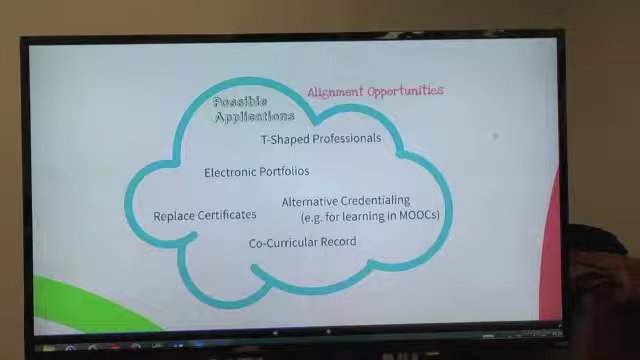 Alignment Opportunities
Possible
Applications
T-Shaped Professionals
Electronic Portfolios
Alternative Credentialing
(e.g. for learning in MOOCs)
Replace Certificates
Co-Curricular Record